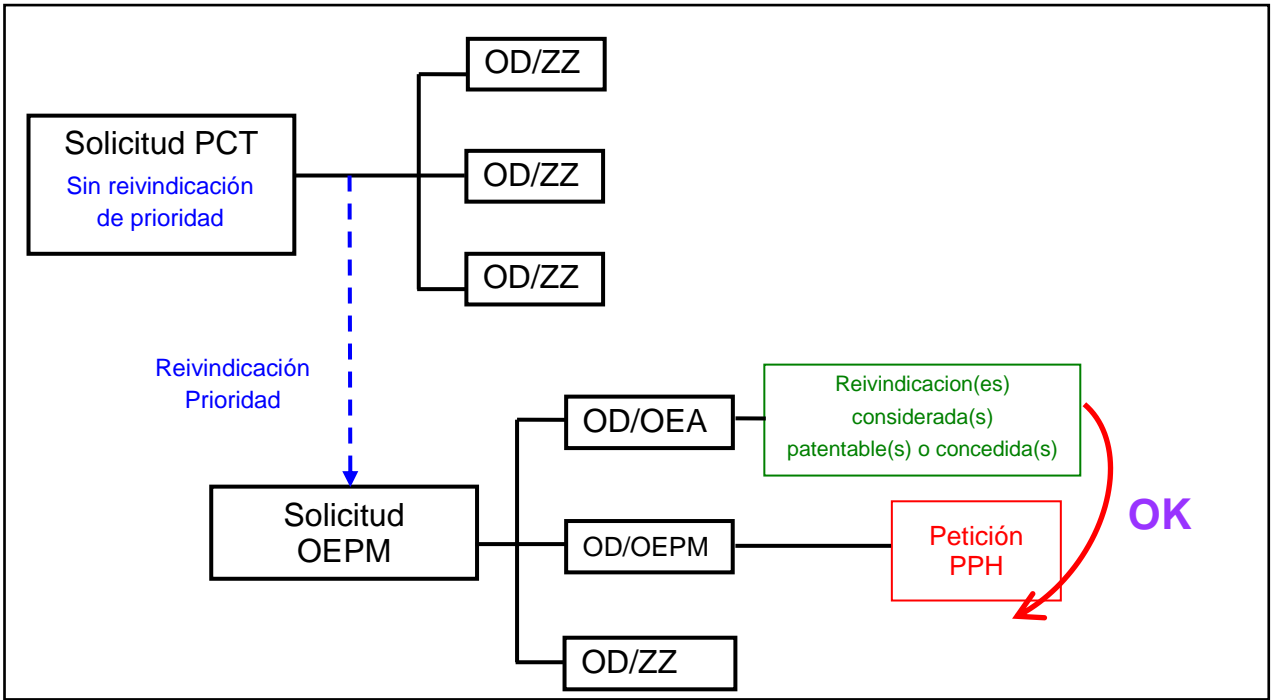 OD/ZZ
Solicitud PCT
Sin reivindicación
de prioridad
OD/ZZ
OD/ZZ
Reivindicación
Prioridad
OD/OEA
Reivindicacion(es)
considerada(s)
patentable(s) o concedida(s)
OK
Solicitud
OEPM
OD/OEPM
Petición
PPH
OD/ZZ